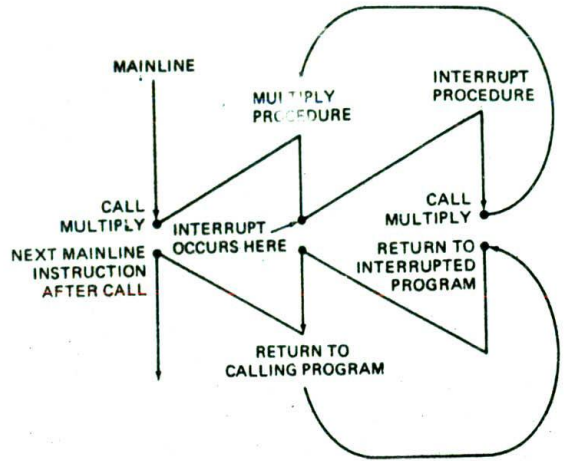 MAINLINE
MULTIPLY
PROCEDURE
INTERRUPT
PROCEDURE
CALL
MULTIPLY
INTERRUPT
OCCURS HERE
CALL
MULTIPLY
NEXT MAINLINE
INSTRUCTION
AFTER CALL
RETURN TO
INTERRUPTED
PROGRAM
RETURN TO
CALLING PROGRAM